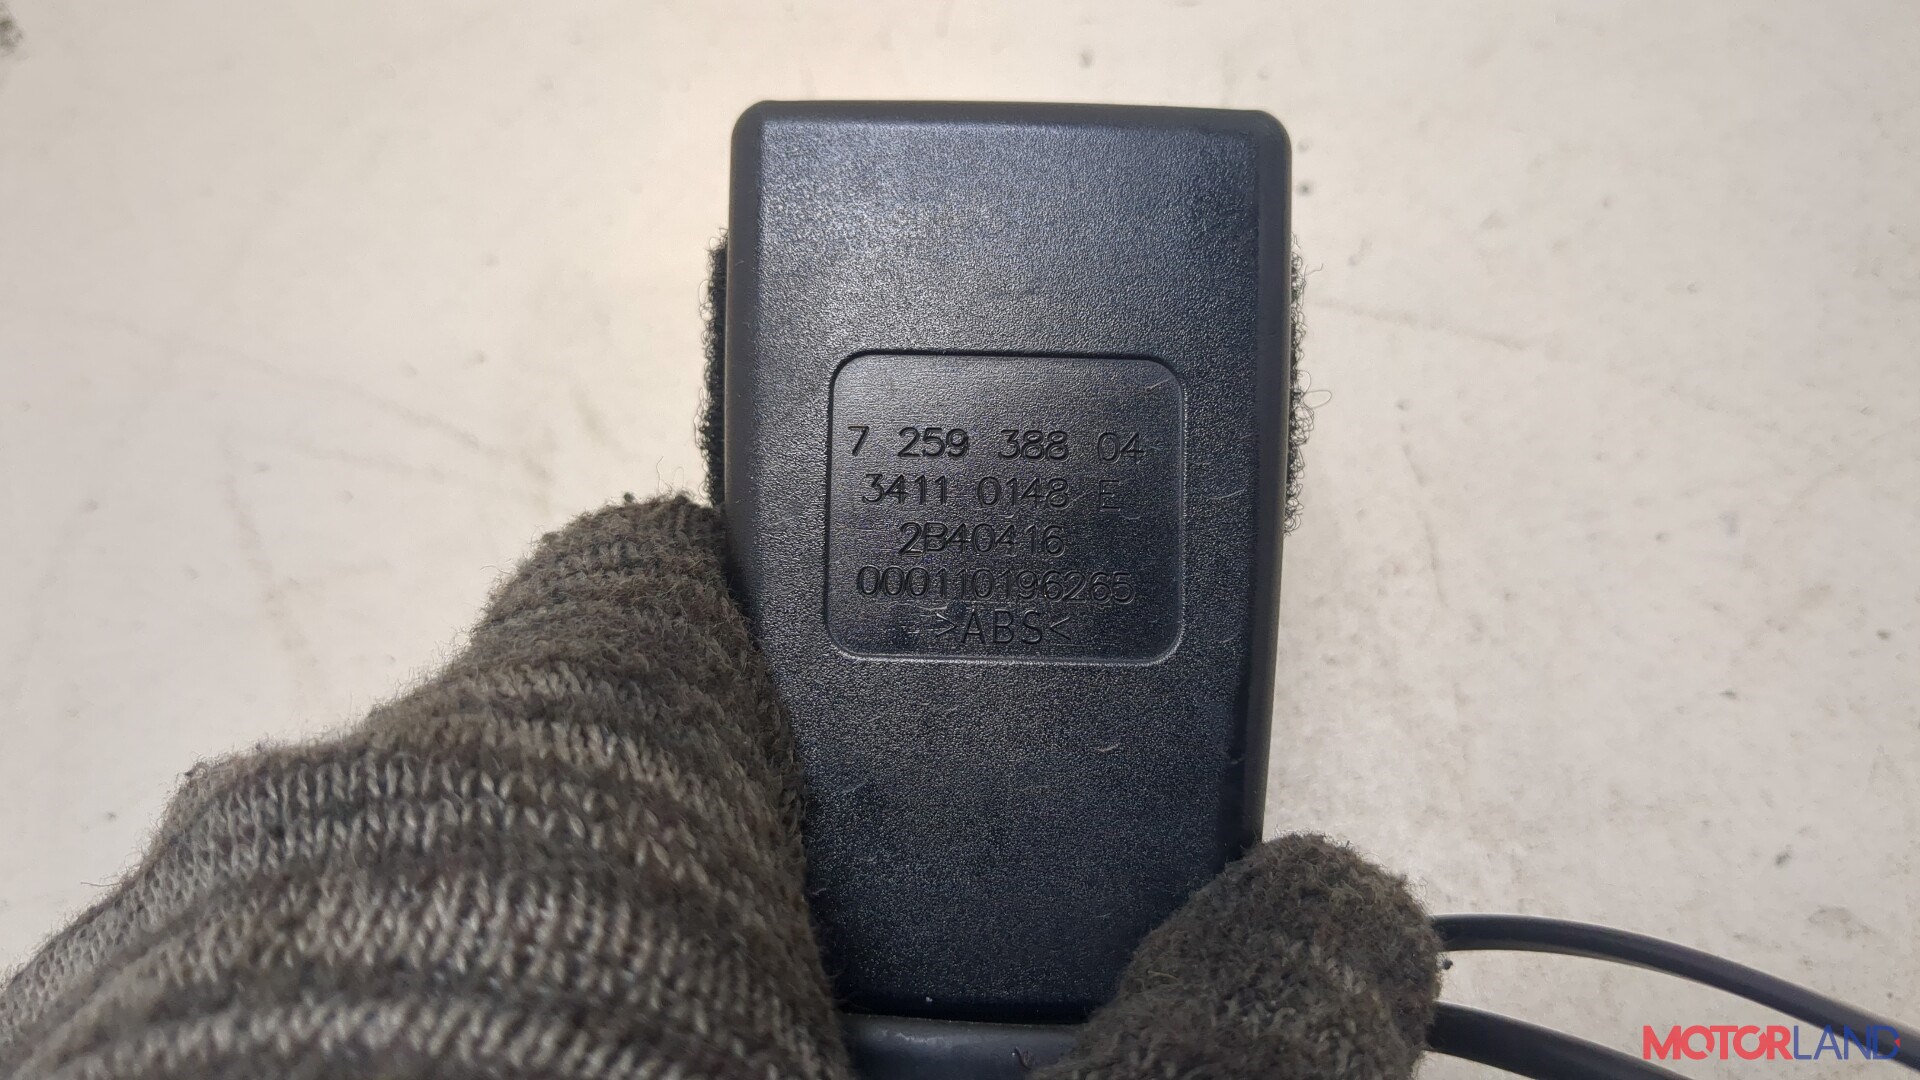 7 259 388 04
3411 0148 E
2B40416
000110196265
>ABS<
MOTORLAND